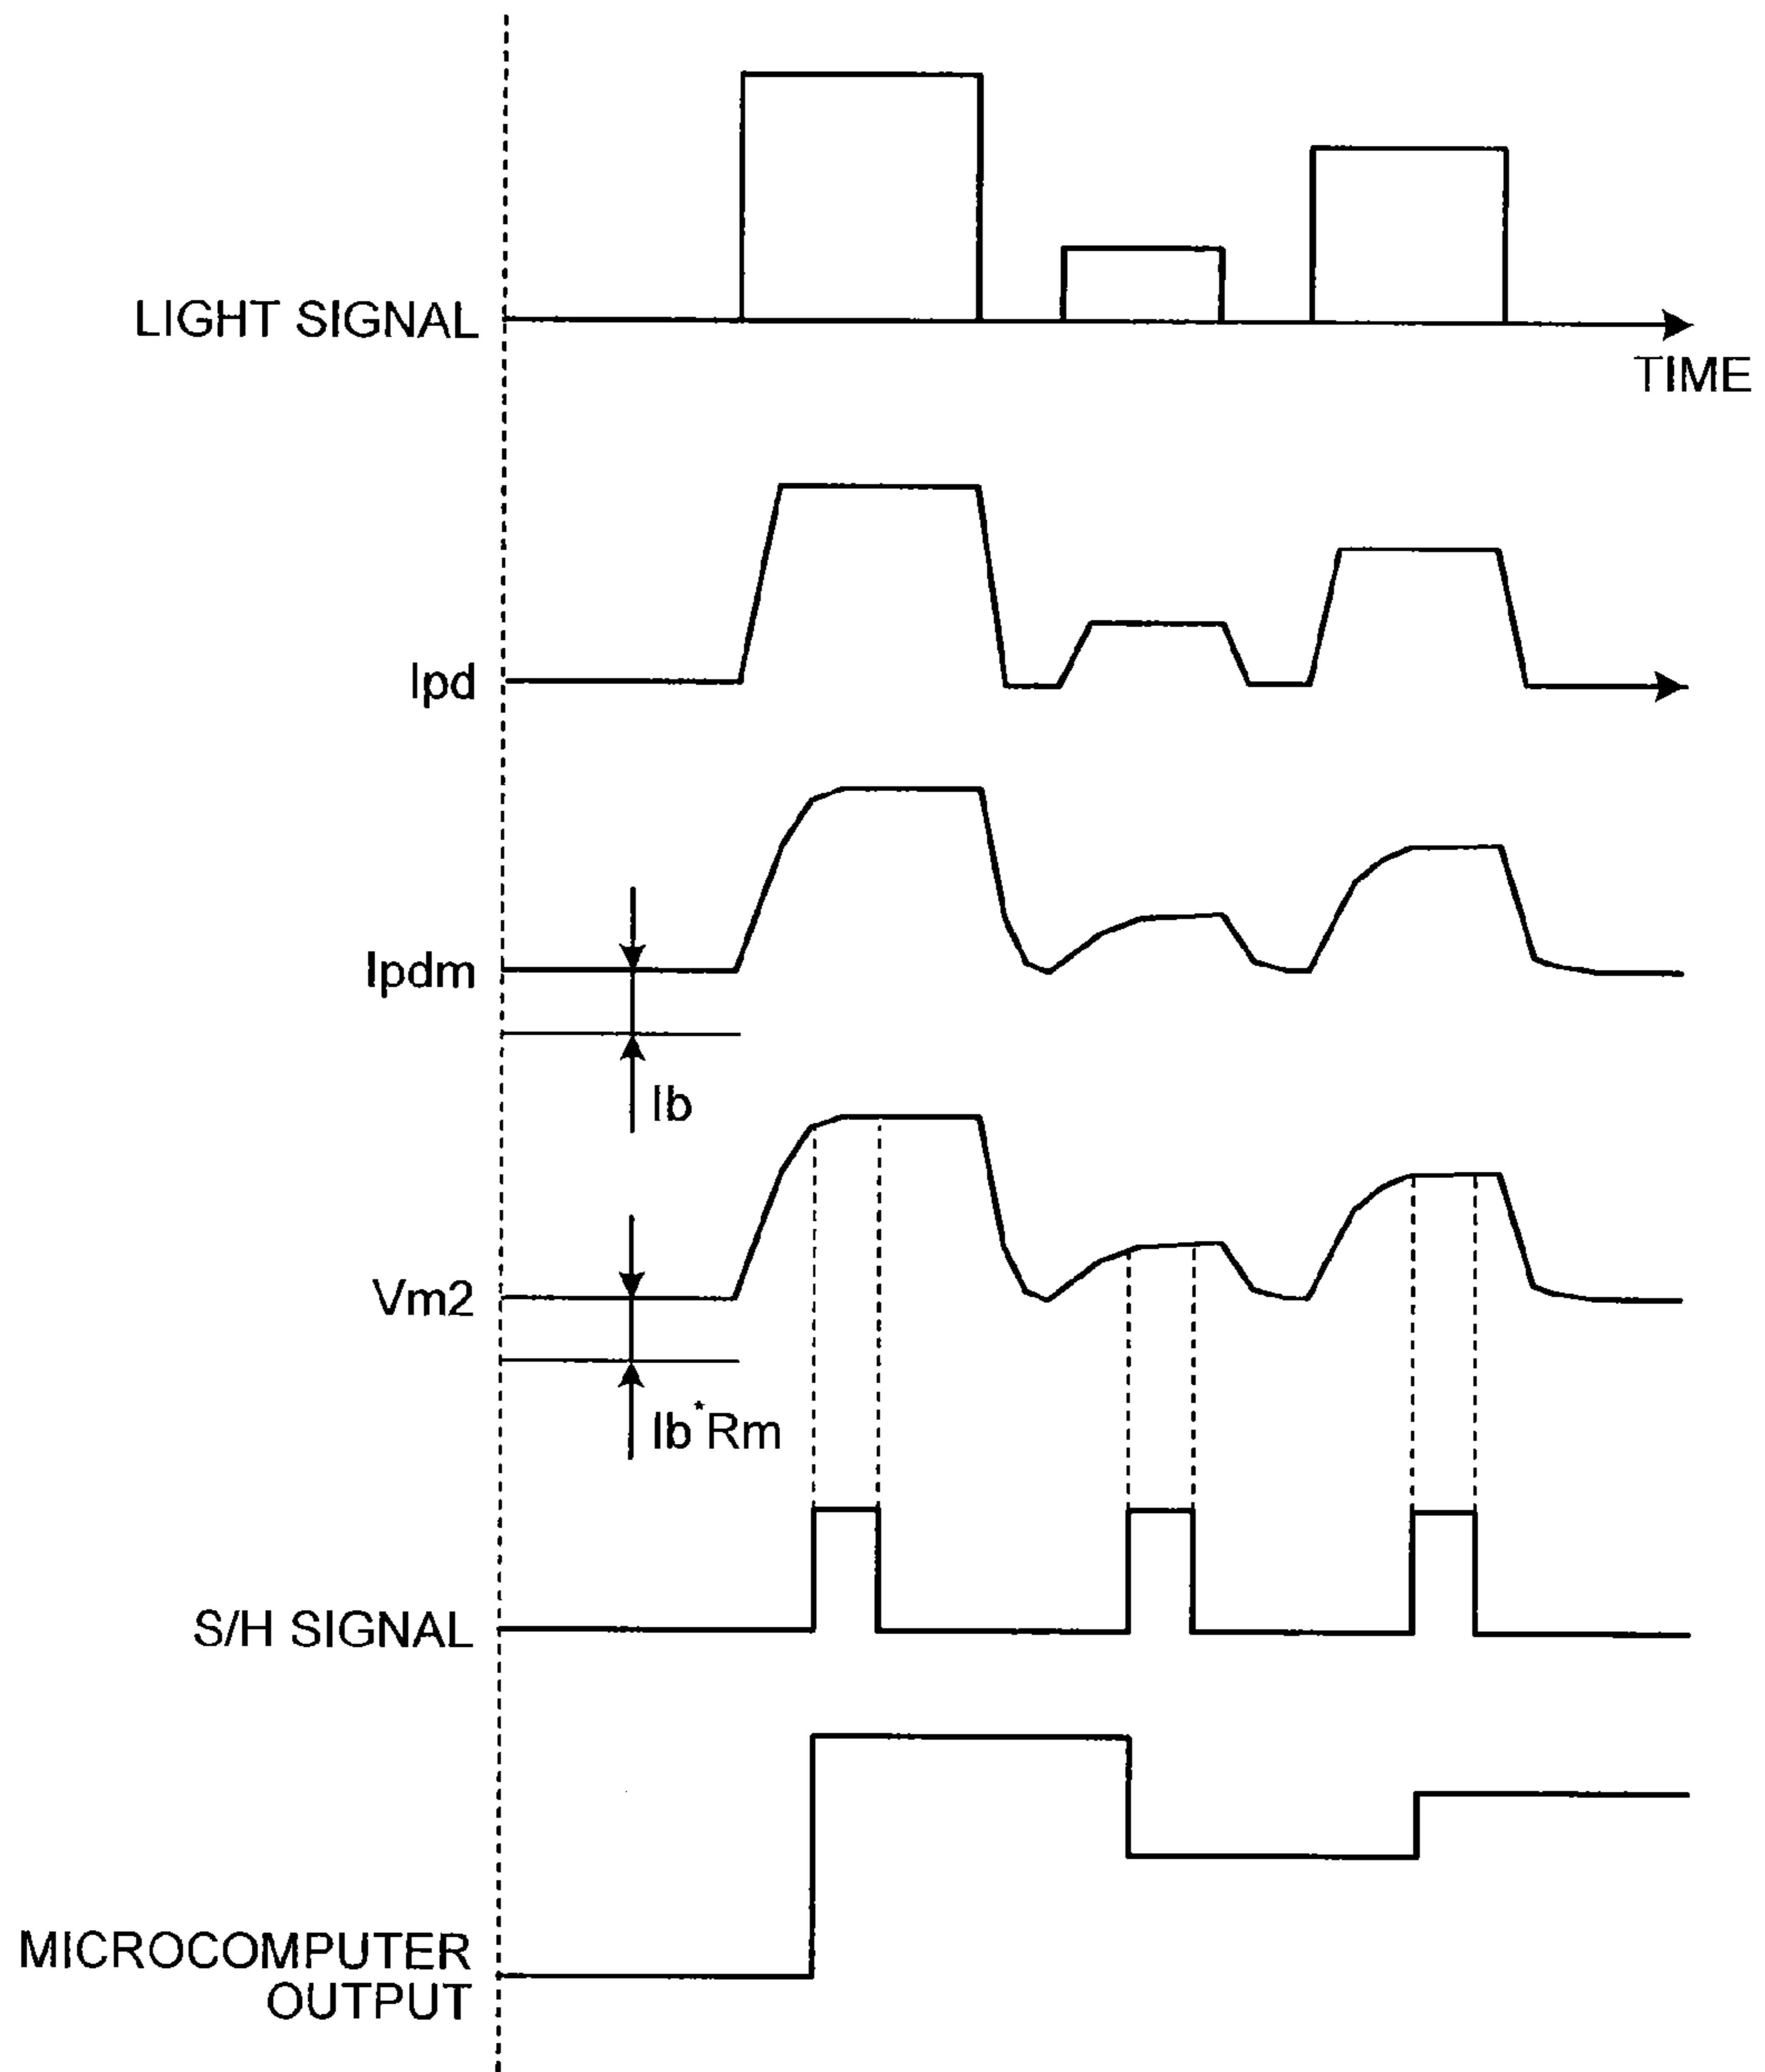 LIGHT SIGNAL
TIME
Ipd
Ipdm
Ib
Vm2
Ib*Rm
S/H SIGNAL
MICROCOMPUTER
OUTPUT